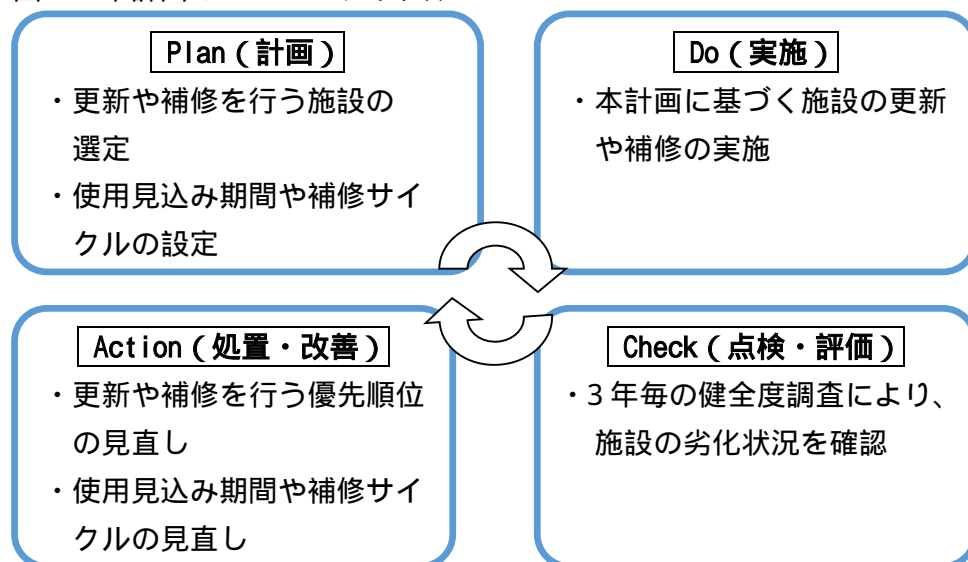 Plan（計画）
・更新や補修を行う施設の
選定
・使用見込み期間や補修サイ
クルの設定
Do（実施）
・本計画に基づく施設の更新
や補修の実施
Action（処置・改善）
・更新や補修を行う優先順位
の見直し
・使用見込み期間や補修サイ
クルの見直し
Check（点検・評価）
・3年毎の健全度調査により、
施設の劣化状況を確認